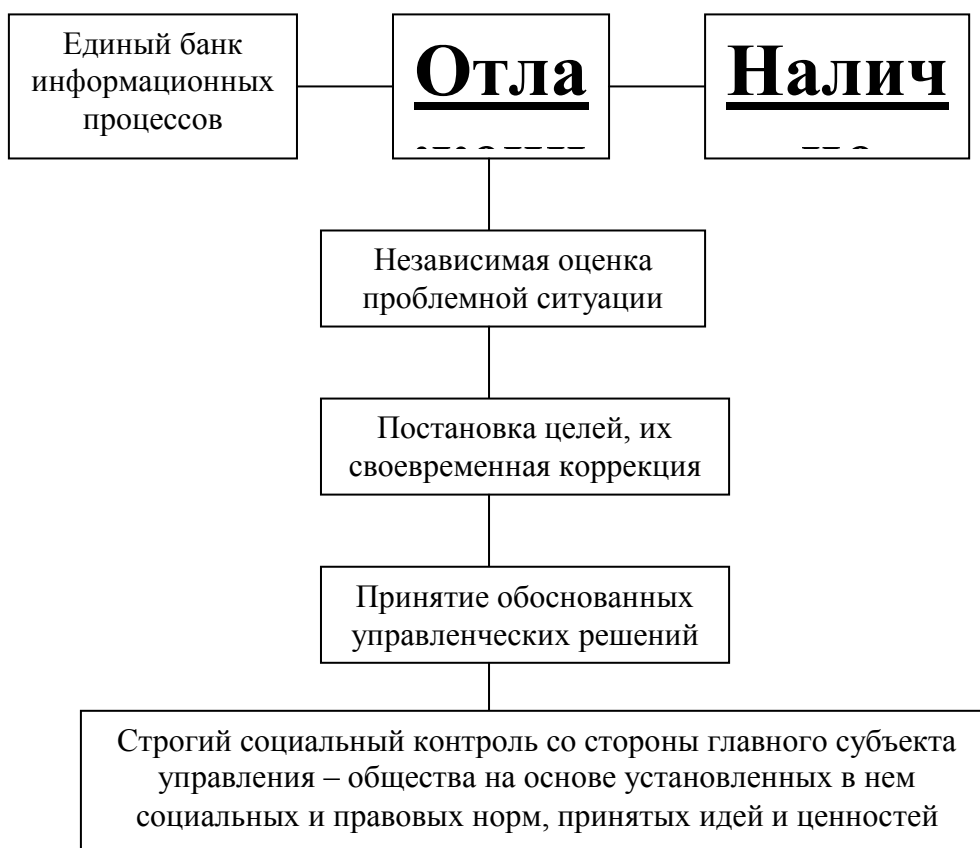 Единый банк
информационных
процессов
Отла
Налич
Независимая оценка
проблемной ситуации
Постановка целей, их
своевременная коррекция
Принятие обоснованных
управленческих решений
Строгий социальный контроль со стороны главного субъекта
управления – общества на основе установленных в нем
социальных и правовых норм, принятых идей и ценностей